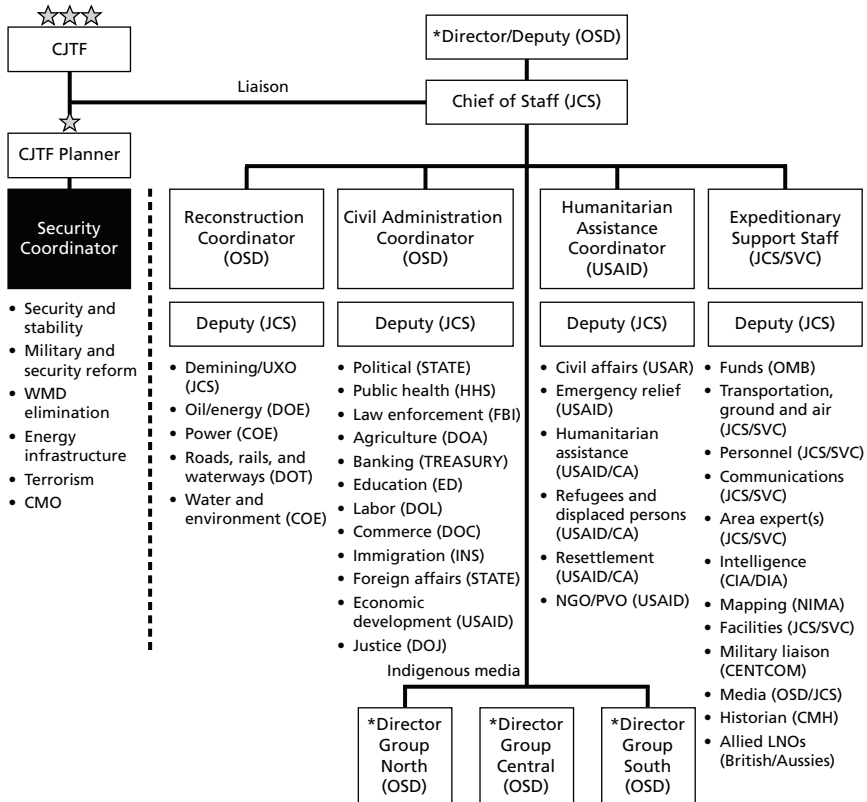 CJTF
*Director/Deputy (OSD)
Liaison
Chief of Staff (JCS)
CJTF Planner
Security
Coordinator
• Security and
stability
• Military and
security reform
• WMD
elimination
• Energy
infrastructure
• Terrorism
• CMO
Reconstruction
Coordinator
(OSD)
Deputy (JCS)
• Demining/UXO
(JCS)
• Oil/energy (DOE)
• Power (COE)
• Roads, rails, and
waterways (DOT)
• Water and
environment (COE)
Civil Administration
Coordinator
(OSD)
Deputy (JCS)
• Political (STATE)
• Public health (HHS)
• Law enforcement (FBI)
• Agriculture (DOA)
• Banking (TREASURY)
• Education (ED)
• Labor (DOL)
• Commerce (DOC)
• Immigration (INS)
• Foreign affairs (STATE)
• Economic
development (USAID)
• Justice (DOJ)
Humanitarian
Assistance
Coordinator
(USAID)
Deputy (JCS)
• Civil affairs (USAR)
• Emergency relief
(USAID)
• Humanitarian
assistance
(USAID/CA)
• Refugees and
displaced persons
(USAID/CA)
• Resettlement
(USAID/CA)
• NGO/PVO (USAID)
Expeditionary
Support Staff
(JCS/SVC)
Deputy (JCS)
• Funds (OMB)
• Transportation,
ground and air
(JCS/SVC)
• Personnel (JCS/SVC)
• Communications
(JCS/SVC)
• Area expert(s)
(JCS/SVC)
• Intelligence
(CIA/DIA)
• Mapping (NIMA)
• Facilities (JCS/SVC)
• Military liaison
(CENTCOM)
• Media (OSD/JCS)
• Historian (CMH)
• Allied LNOs
(British/Aussies)
Indigenous media
*Director
Group
North
(OSD)
*Director
Group
Central
(OSD)
*Director
Group
South
(OSD)